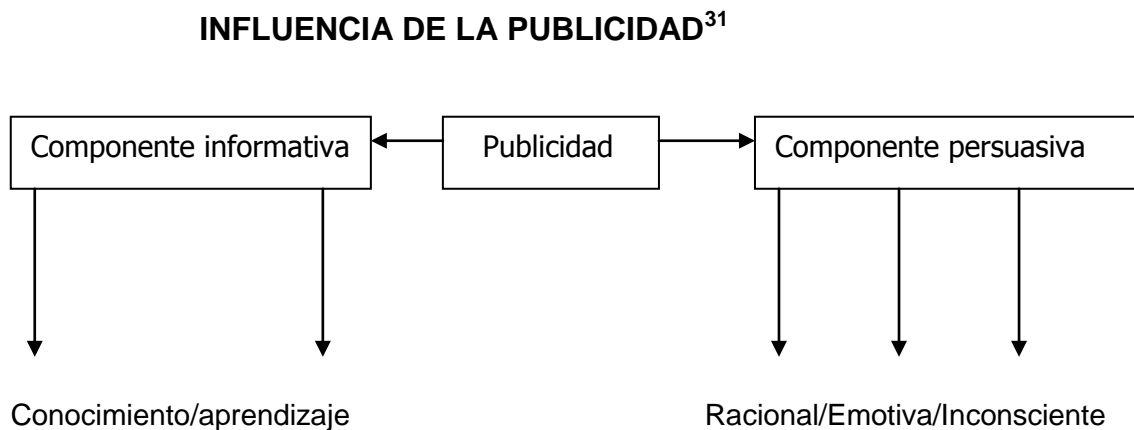 INFLUENCIA DE LA PUBLICIDAD³¹
Componente informativa
Publicidad
Componente persuasiva
Conocimiento/aprendizaje
Racional/Emotiva/Inconsciente